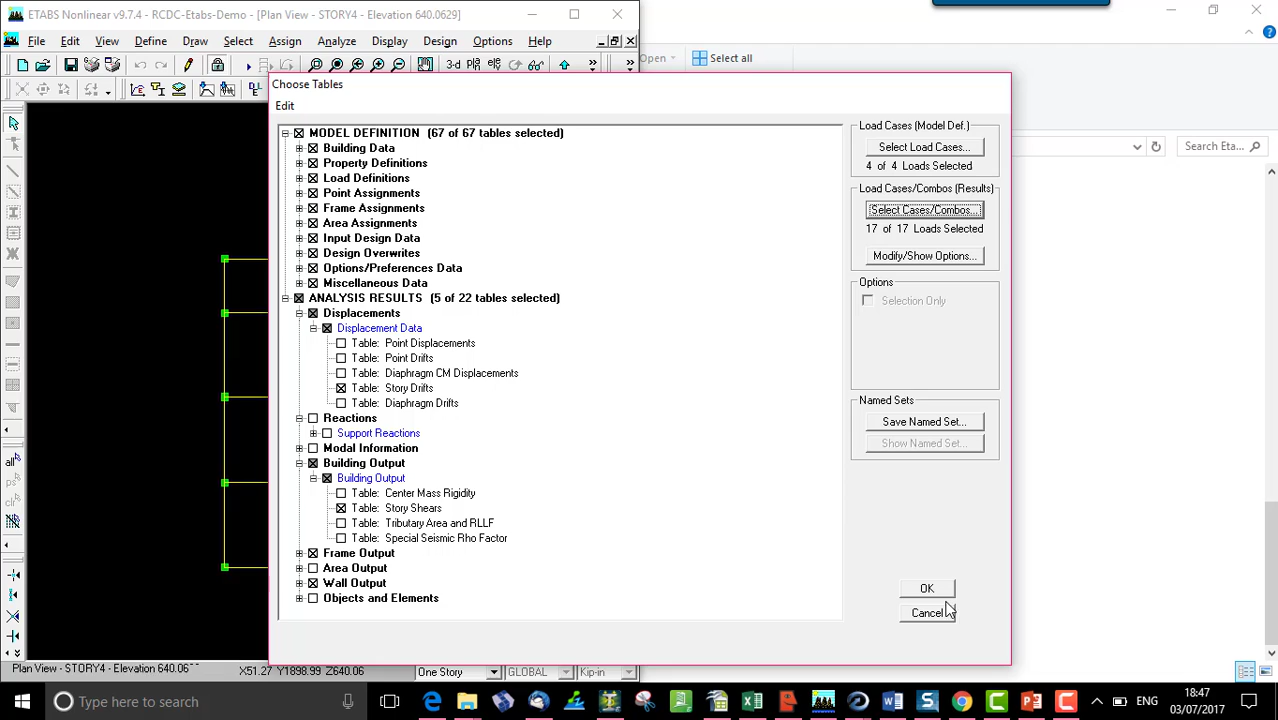 ETABS Nonlinear v9.7.4 - RCDC-Etabs-Demo - [Plan View - STORY4 - Elevation 640.0629]
File Edit View Define Draw Select Assign Analyze Display Design Options Help
3-d
Open
Select all
Choose Tables
Edit
MODEL DEFINITION (67 of 67 tables selected)
Building Data
Property Definitions
Load Definitions
Point Assignments
Frame Assignments
Area Assignments
Input Design Data
Design Overwrites
Options/Preferences Data
Miscellaneous Data
ANALYSIS RESULTS (5 of 22 tables selected)
Displacements
Displacement Data
Table: Point Displacements
Table: Point Drifts
Table: Diaphragm CM Displacements
Table: Story Drifts
Table: Diaphragm Drifts
Reactions
Support Reactions
Modal Information
Building Output
Building Output
Table: Center Mass Rigidity
Table: Story Shears
Table: Tributary Area and RLLF
Table: Special Seismic Rho Factor
Frame Output
Area Output
Wall Output
Objects and Elements
Load Cases (Model Def.)
Select Load Cases...
4 of 4 Loads Selected
Load Cases/Combos (Results)
Select Cases/Combos...
17 of 17 Loads Selected
Modify/Show Options...
Options
Selection Only
Named Sets
Save Named Set...
Show Named Set...
OK
Cancel
Search Eta...
all
ps
clr
Plan View - STORY4 - Elevation 640.06
X51.27 Y1898.99 Z640.06
One Story
GLOBAL
Kip-in
Type here to search
ENG
18:47
03/07/2017